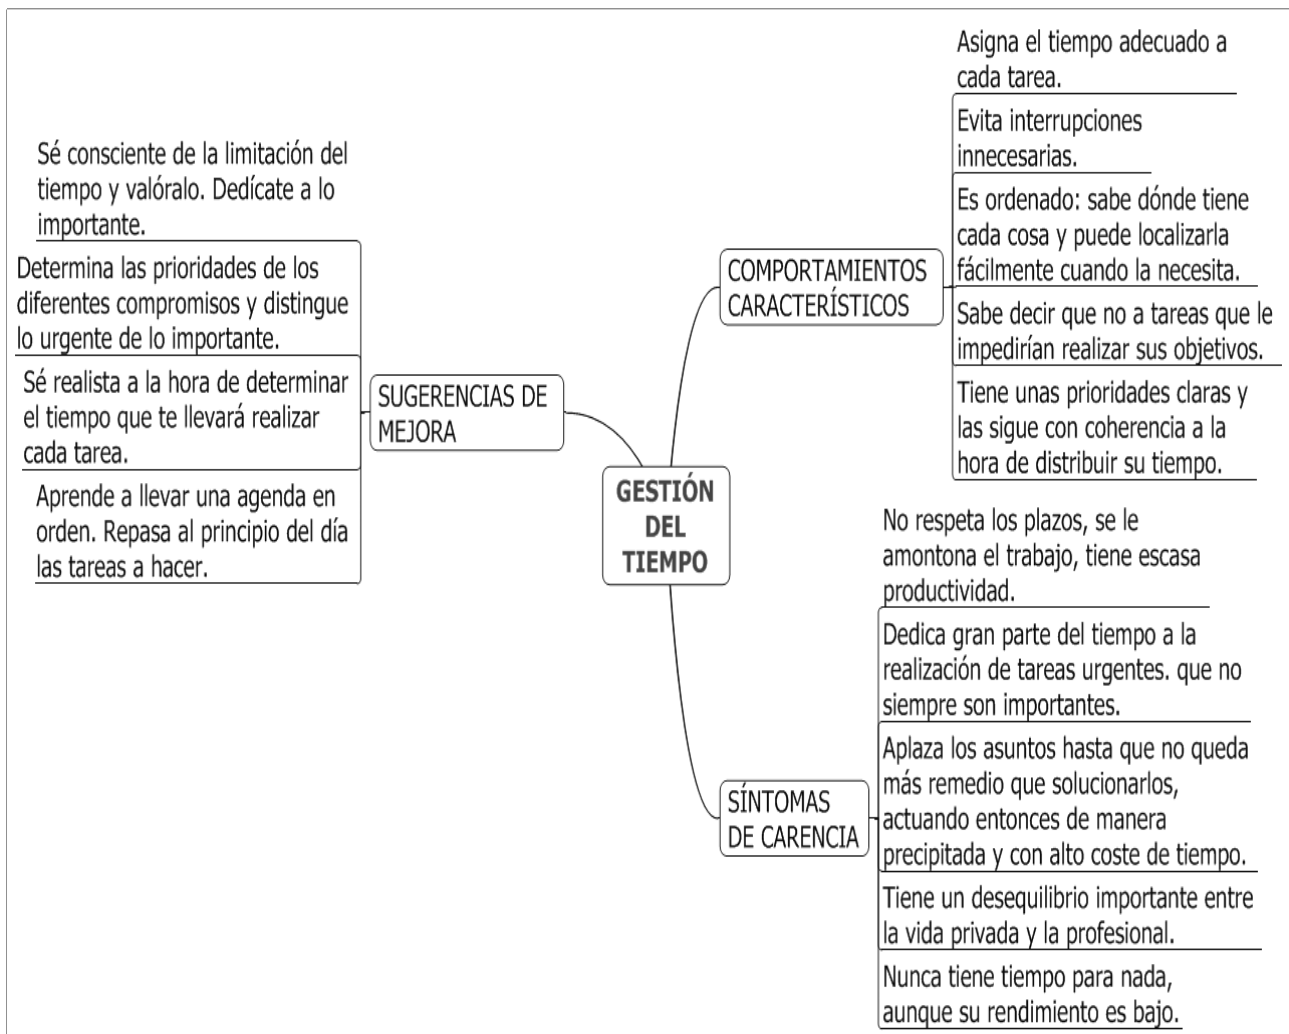 Asigna el tiempo adecuado a
cada tarea.
Evita interrupciones
innecesarias.
Es ordenado: sabe dónde tiene
cada cosa y puede localizarla
fácilmente cuando la necesita.
Sabe decir que no a tareas que le
impedirían realizar sus objetivos.
Tiene unas prioridades claras y
las sigue con coherencia a la
hora de distribuir su tiempo.
COMPORTAMIENTOS
CARACTERÍSTICOS
Sé consciente de la limitación del
tiempo y valóralo. Dedícate a lo
importante.
Determina las prioridades de los
diferentes compromisos y distingue
lo urgente de lo importante.
Sé realista a la hora de determinar
el tiempo que te llevará realizar
cada tarea.
Aprende a llevar una agenda en
orden. Repasa al principio del día
las tareas a hacer.
SUGERENCIAS DE
MEJORA
GESTIÓN
DEL
TIEMPO
SÍNTOMAS
DE CARENCIA
No respeta los plazos, se le
amontona el trabajo, tiene escasa
productividad.
Dedica gran parte del tiempo a la
realización de tareas urgentes. que no
siempre son importantes.
Aplaza los asuntos hasta que no queda
más remedio que solucionarlos,
actuando entonces de manera
precipitada y con alto coste de tiempo.
Tiene un desequilibrio importante entre
la vida privada y la profesional.
Nunca tiene tiempo para nada,
aunque su rendimiento es bajo.